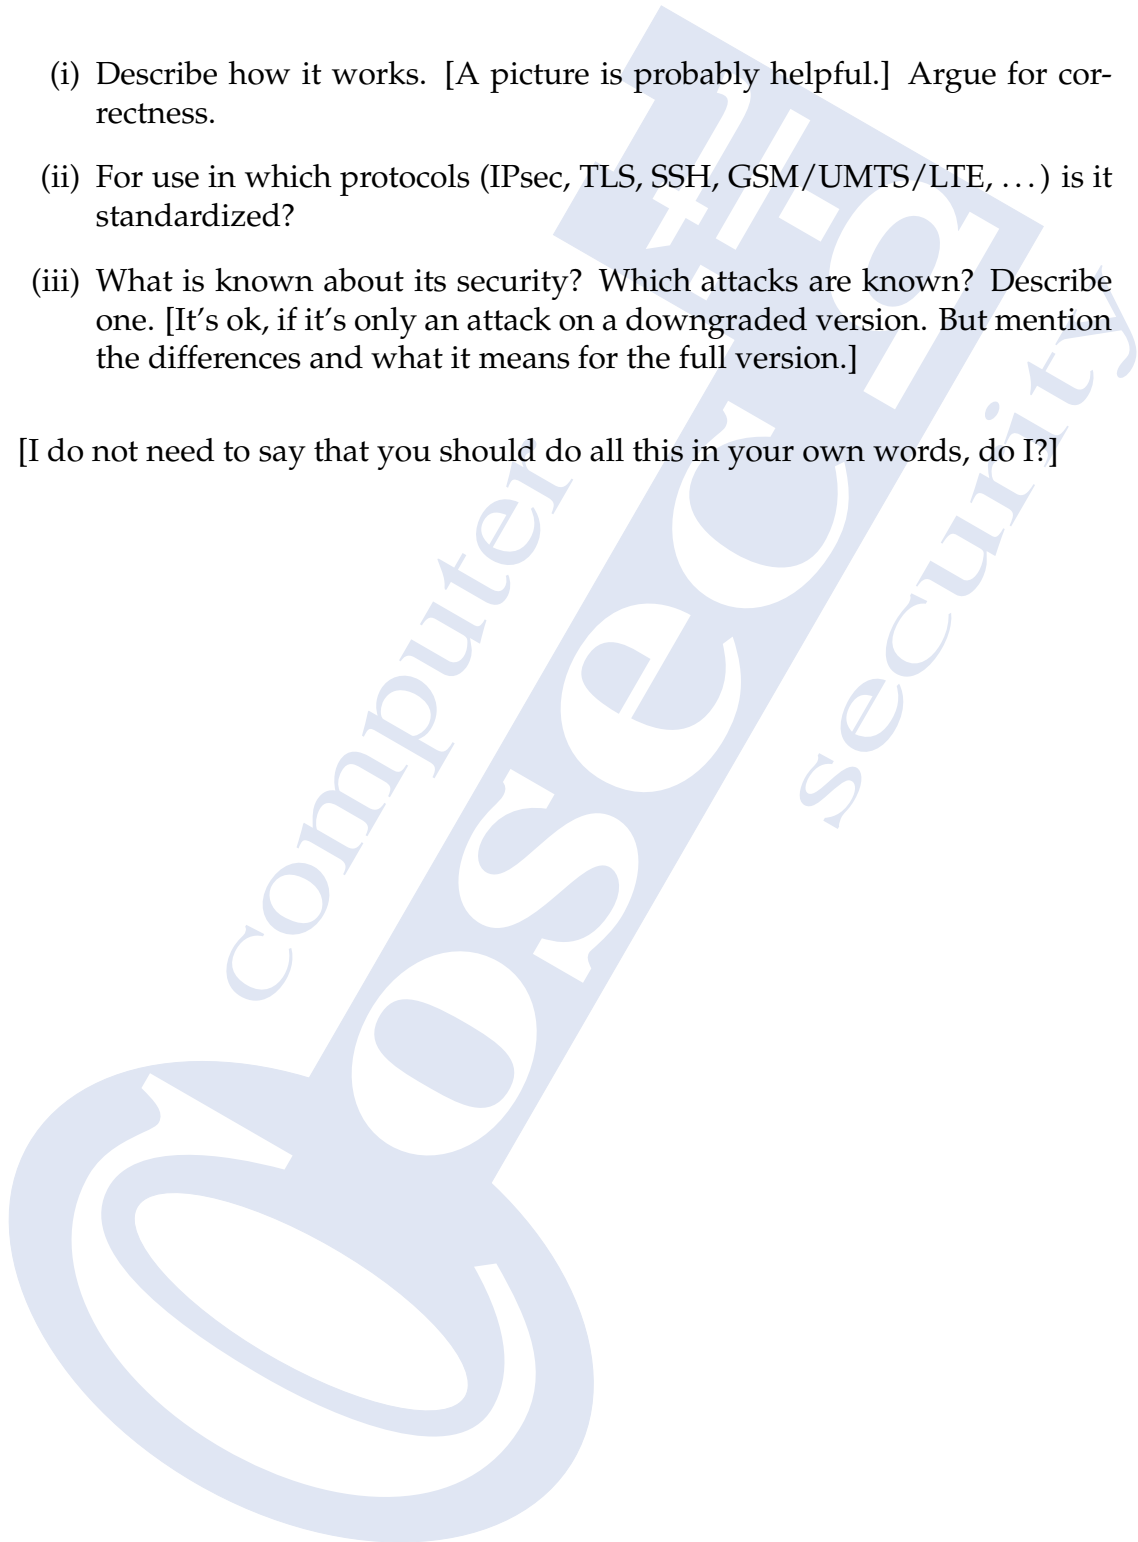 (i) Describe how it works. [A picture is probably helpful.] Argue for cor-
rectness.
(ii) For use in which protocols (IPsec, TLS, SSH, GSM/UMTS/LTE, ...) is it
standardized?
(iii) What is known about its security? Which attacks are known? Describe
one. [It's ok, if it's only an attack on a downgraded version. But mention
the differences and what it means for the full version.]
[I do not need to say that you should do all this in your own words, do I?]
computer
security
cosec
b-it